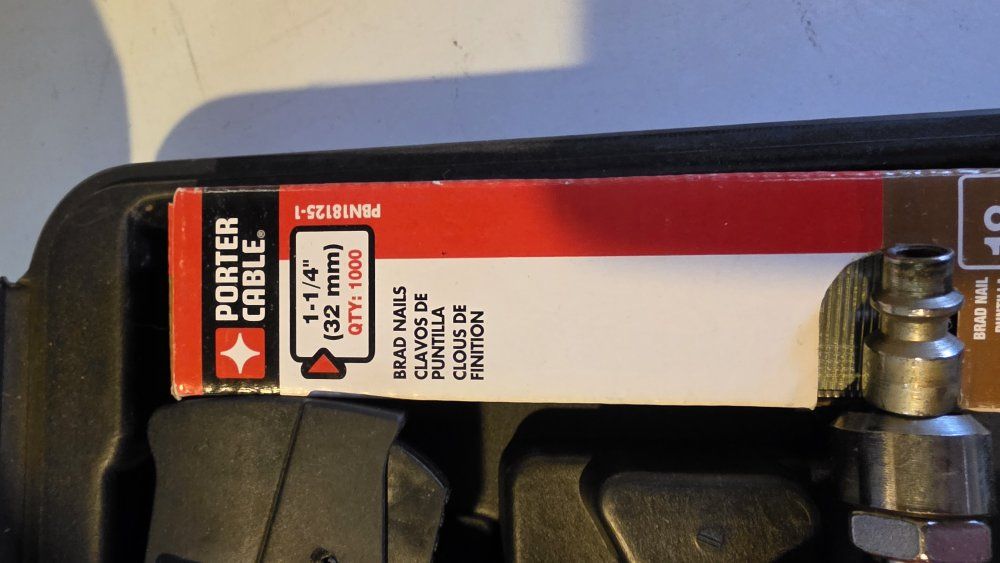 PORTER
CABLE®
PBN18125-1
1-1/4"
(32 mm)
QTY: 1000
BRAD NAILS
CLAVOS DE
PUNTILLA
CLOUS DE
FINITION
BRAD NAIL